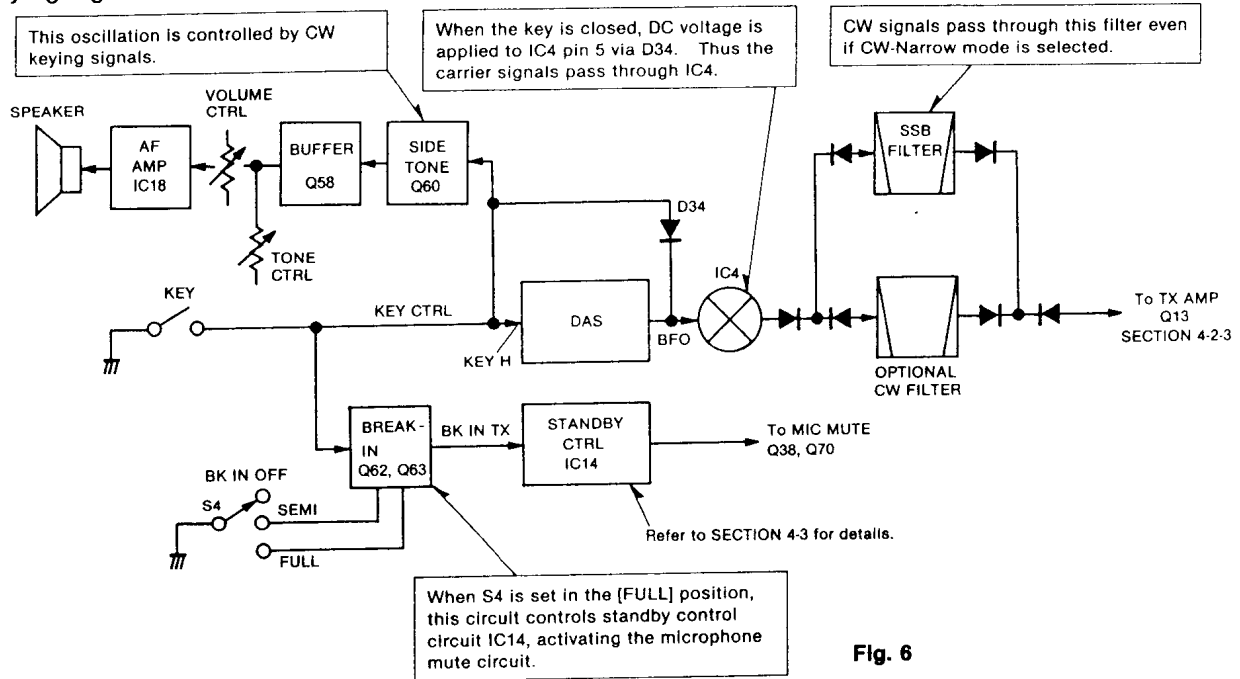 This oscillation is controlled by CW
keying signals.
When the key is closed, DC voltage is
applied to IC4 pin 5 via D34. Thus the
carrier signals pass through IC4.
CW signals pass through this filter even
if CW-Narrow mode is selected.
SPEAKER
VOLUME
CTRL
AF
AMP
IC18
BUFFER
Q58
SIDE
TONE
Q60
TONE
CTRL
D34
SSB
FILTER
IC4
KEY
KEY CTRL
KEY H
DAS
BFO
OPTIONAL
CW FILTER
To TX AMP
Q13
SECTION 4-2-3
BREAK-
IN
Q62, Q63
BK IN TX
STANDBY
CTRL
IC14
To MIC MUTE
Q38, Q70
BK IN OFF
S4
SEMI
FULL
Refer to SECTION 4-3 for details.
When S4 is set in the [FULL] position,
this circuit controls standby control
circuit IC14, activating the microphone
mute circuit.
Fig. 6